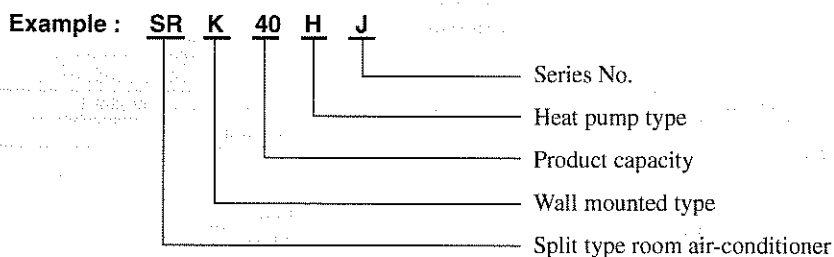 Example : SR K 40 H J
Series No.
Heat pump type
Product capacity
Wall mounted type
Split type room air-conditioner